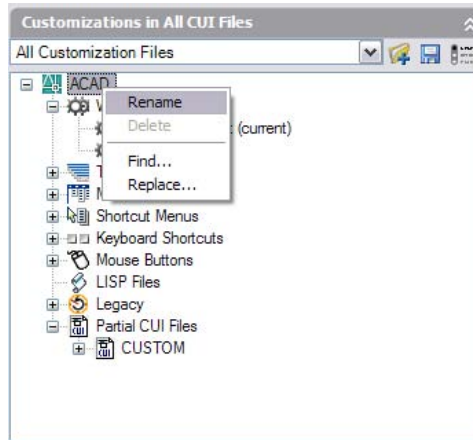 Customizations in All CUI Files
All Customization Files
ACAD
Rename
Delete
(current)
Find...
Replace...
Shortcut Menus
Keyboard Shortcuts
Mouse Buttons
LISP Files
Legacy
Partial CUI Files
CUSTOM